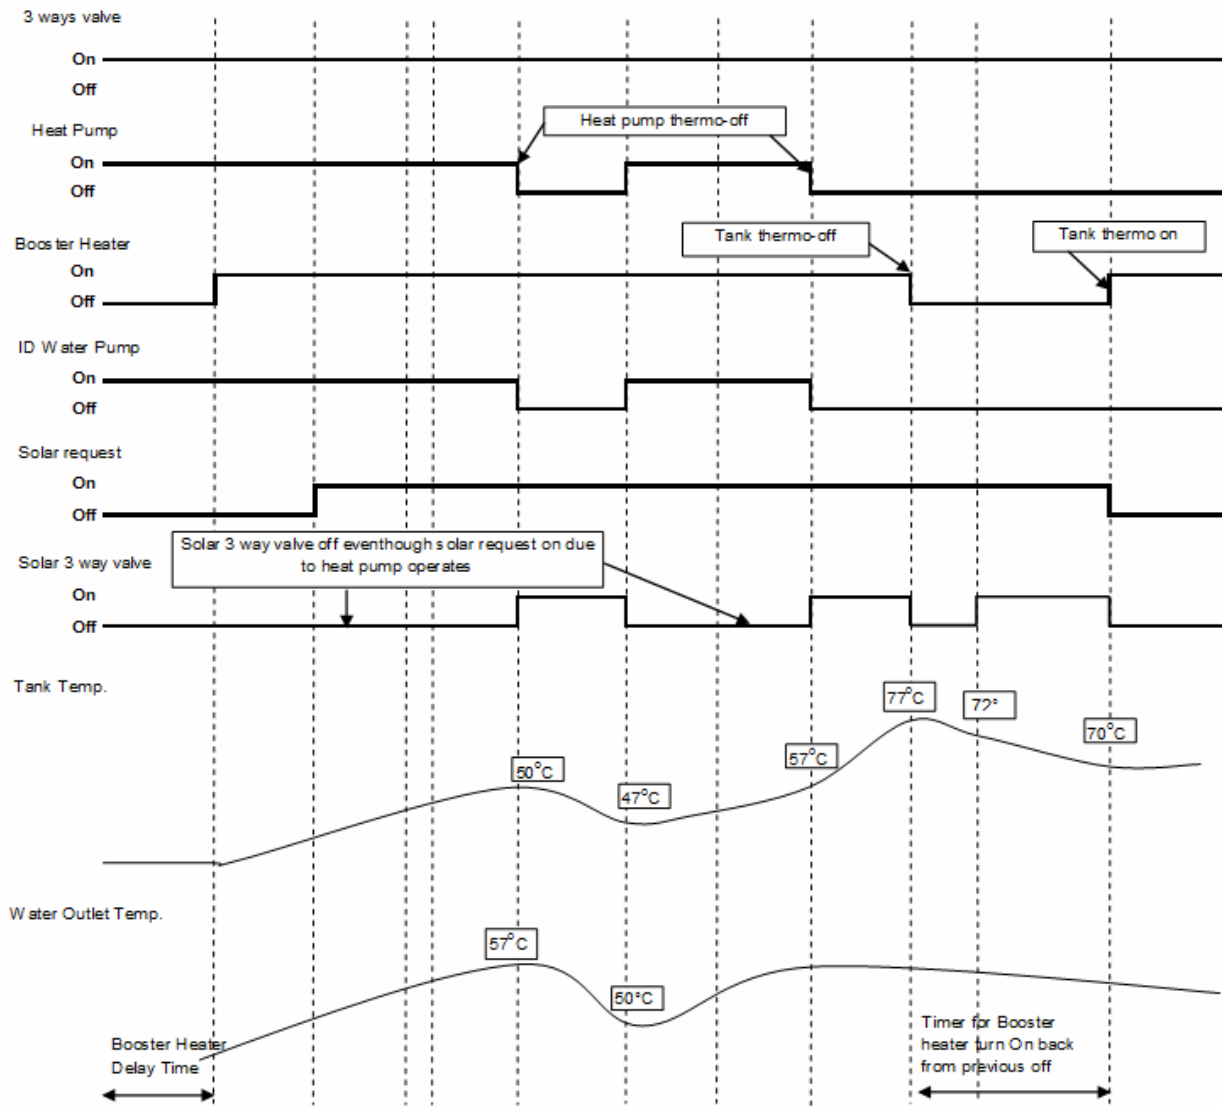 3 ways valve
On
Off
Heat Pump
Heat pump thermo-off
On
Off
Booster Heater
Tank thermo-off
Tank thermo on
On
Off
ID Water Pump
On
Off
Solar request
On
Off
Solar 3 way valve off eventhough solar request on due
to heat pump operates
Solar 3 way valve
On
Off
Tank Temp.
77°C
72°
70°C
57°C
50°C
47°C
Water Outlet Temp.
57°C
50°C
Booster Heater
Delay Time
Timer for Booster
heater turn On back
from previous off